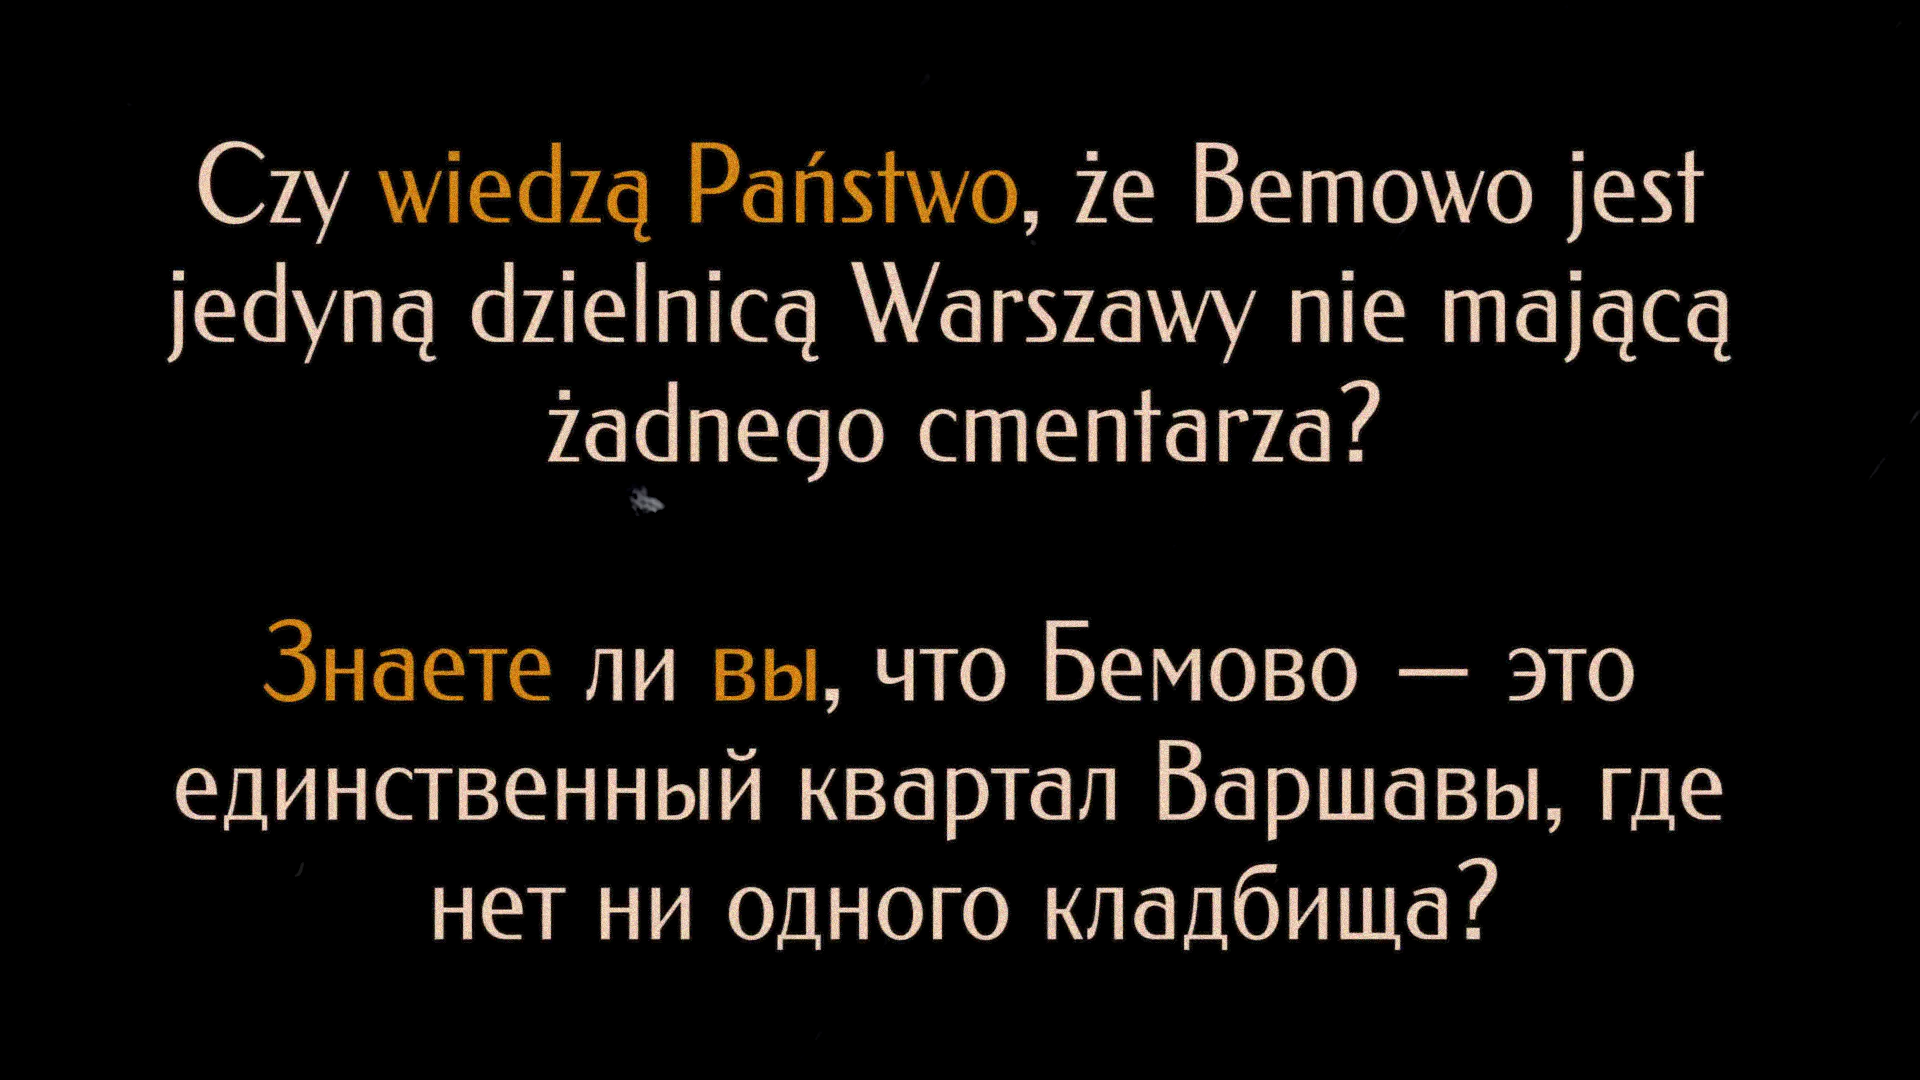 Czy wiedzą Państwo, że Bemowo jest
jedyną dzielnicą Warszawy nie mającą
żadnego cmentarza?
Знаете ли вы, что Бемово — это
единственный квартал Варшавы, где
нет ни одного кладбища?